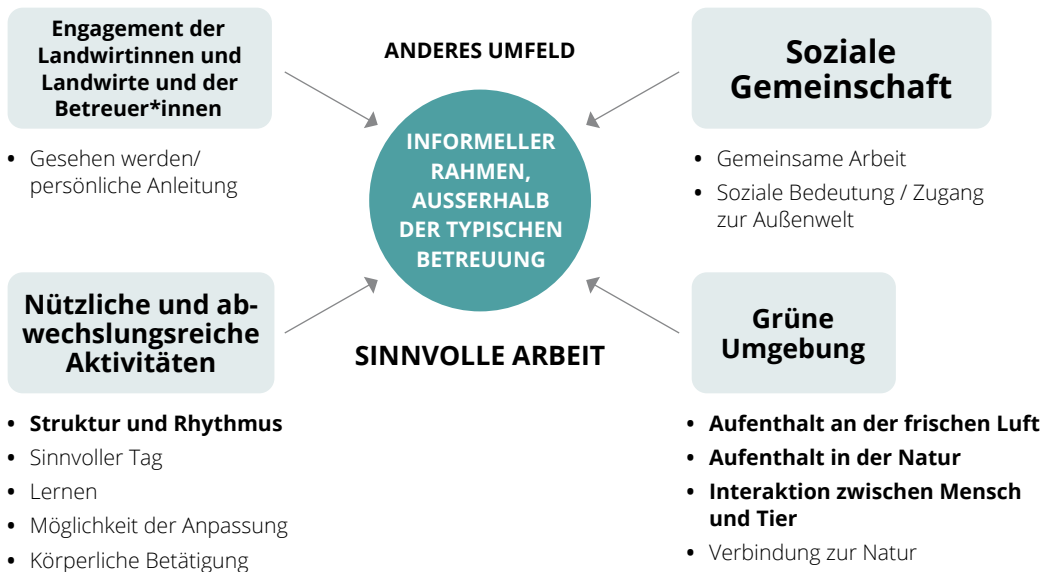 Engagement der
Landwirtinnen und
Landwirte und der
Betreuer*innen
• Gesehen werden/
persönliche Anleitung
ANDERES UMFELD
Soziale
Gemeinschaft
• Gemeinsame Arbeit
• Soziale Bedeutung / Zugang
zur Außenwelt
INFORMELLER
RAHMEN,
AUSSERHALB
DER TYPISCHEN
BETREUUNG
Nützliche und ab-
wechslungsreiche
Aktivitäten
• Struktur und Rhythmus
• Sinnvoller Tag
• Lernen
• Möglichkeit der Anpassung
• Körperliche Betätigung
SINNVOLLE ARBEIT
Grüne
Umgebung
• Aufenthalt an der frischen Luft
• Aufenthalt in der Natur
• Interaktion zwischen Mensch
und Tier
• Verbindung zur Natur